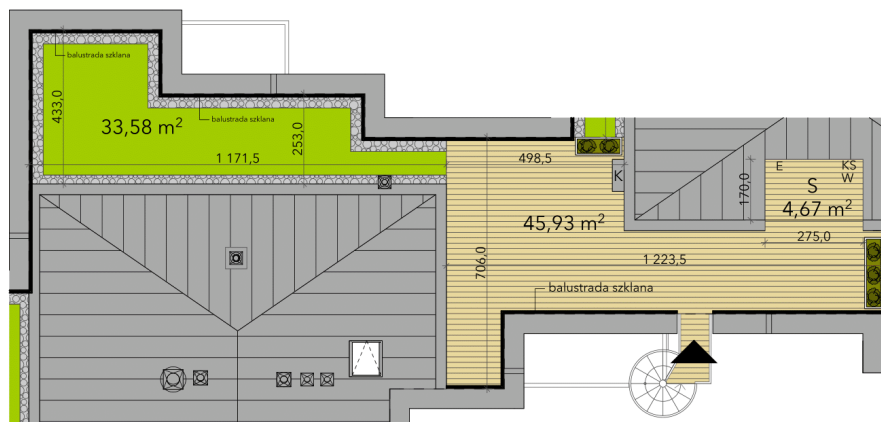 balustrada szklana
433,0
33,58 m²
balustrada szklana
253,0
1 171,5
498,5
K
E
KS
W
S
4,67 m²
170,0
45,93 m²
275,0
1 223,5
706,0
balustrada szklana